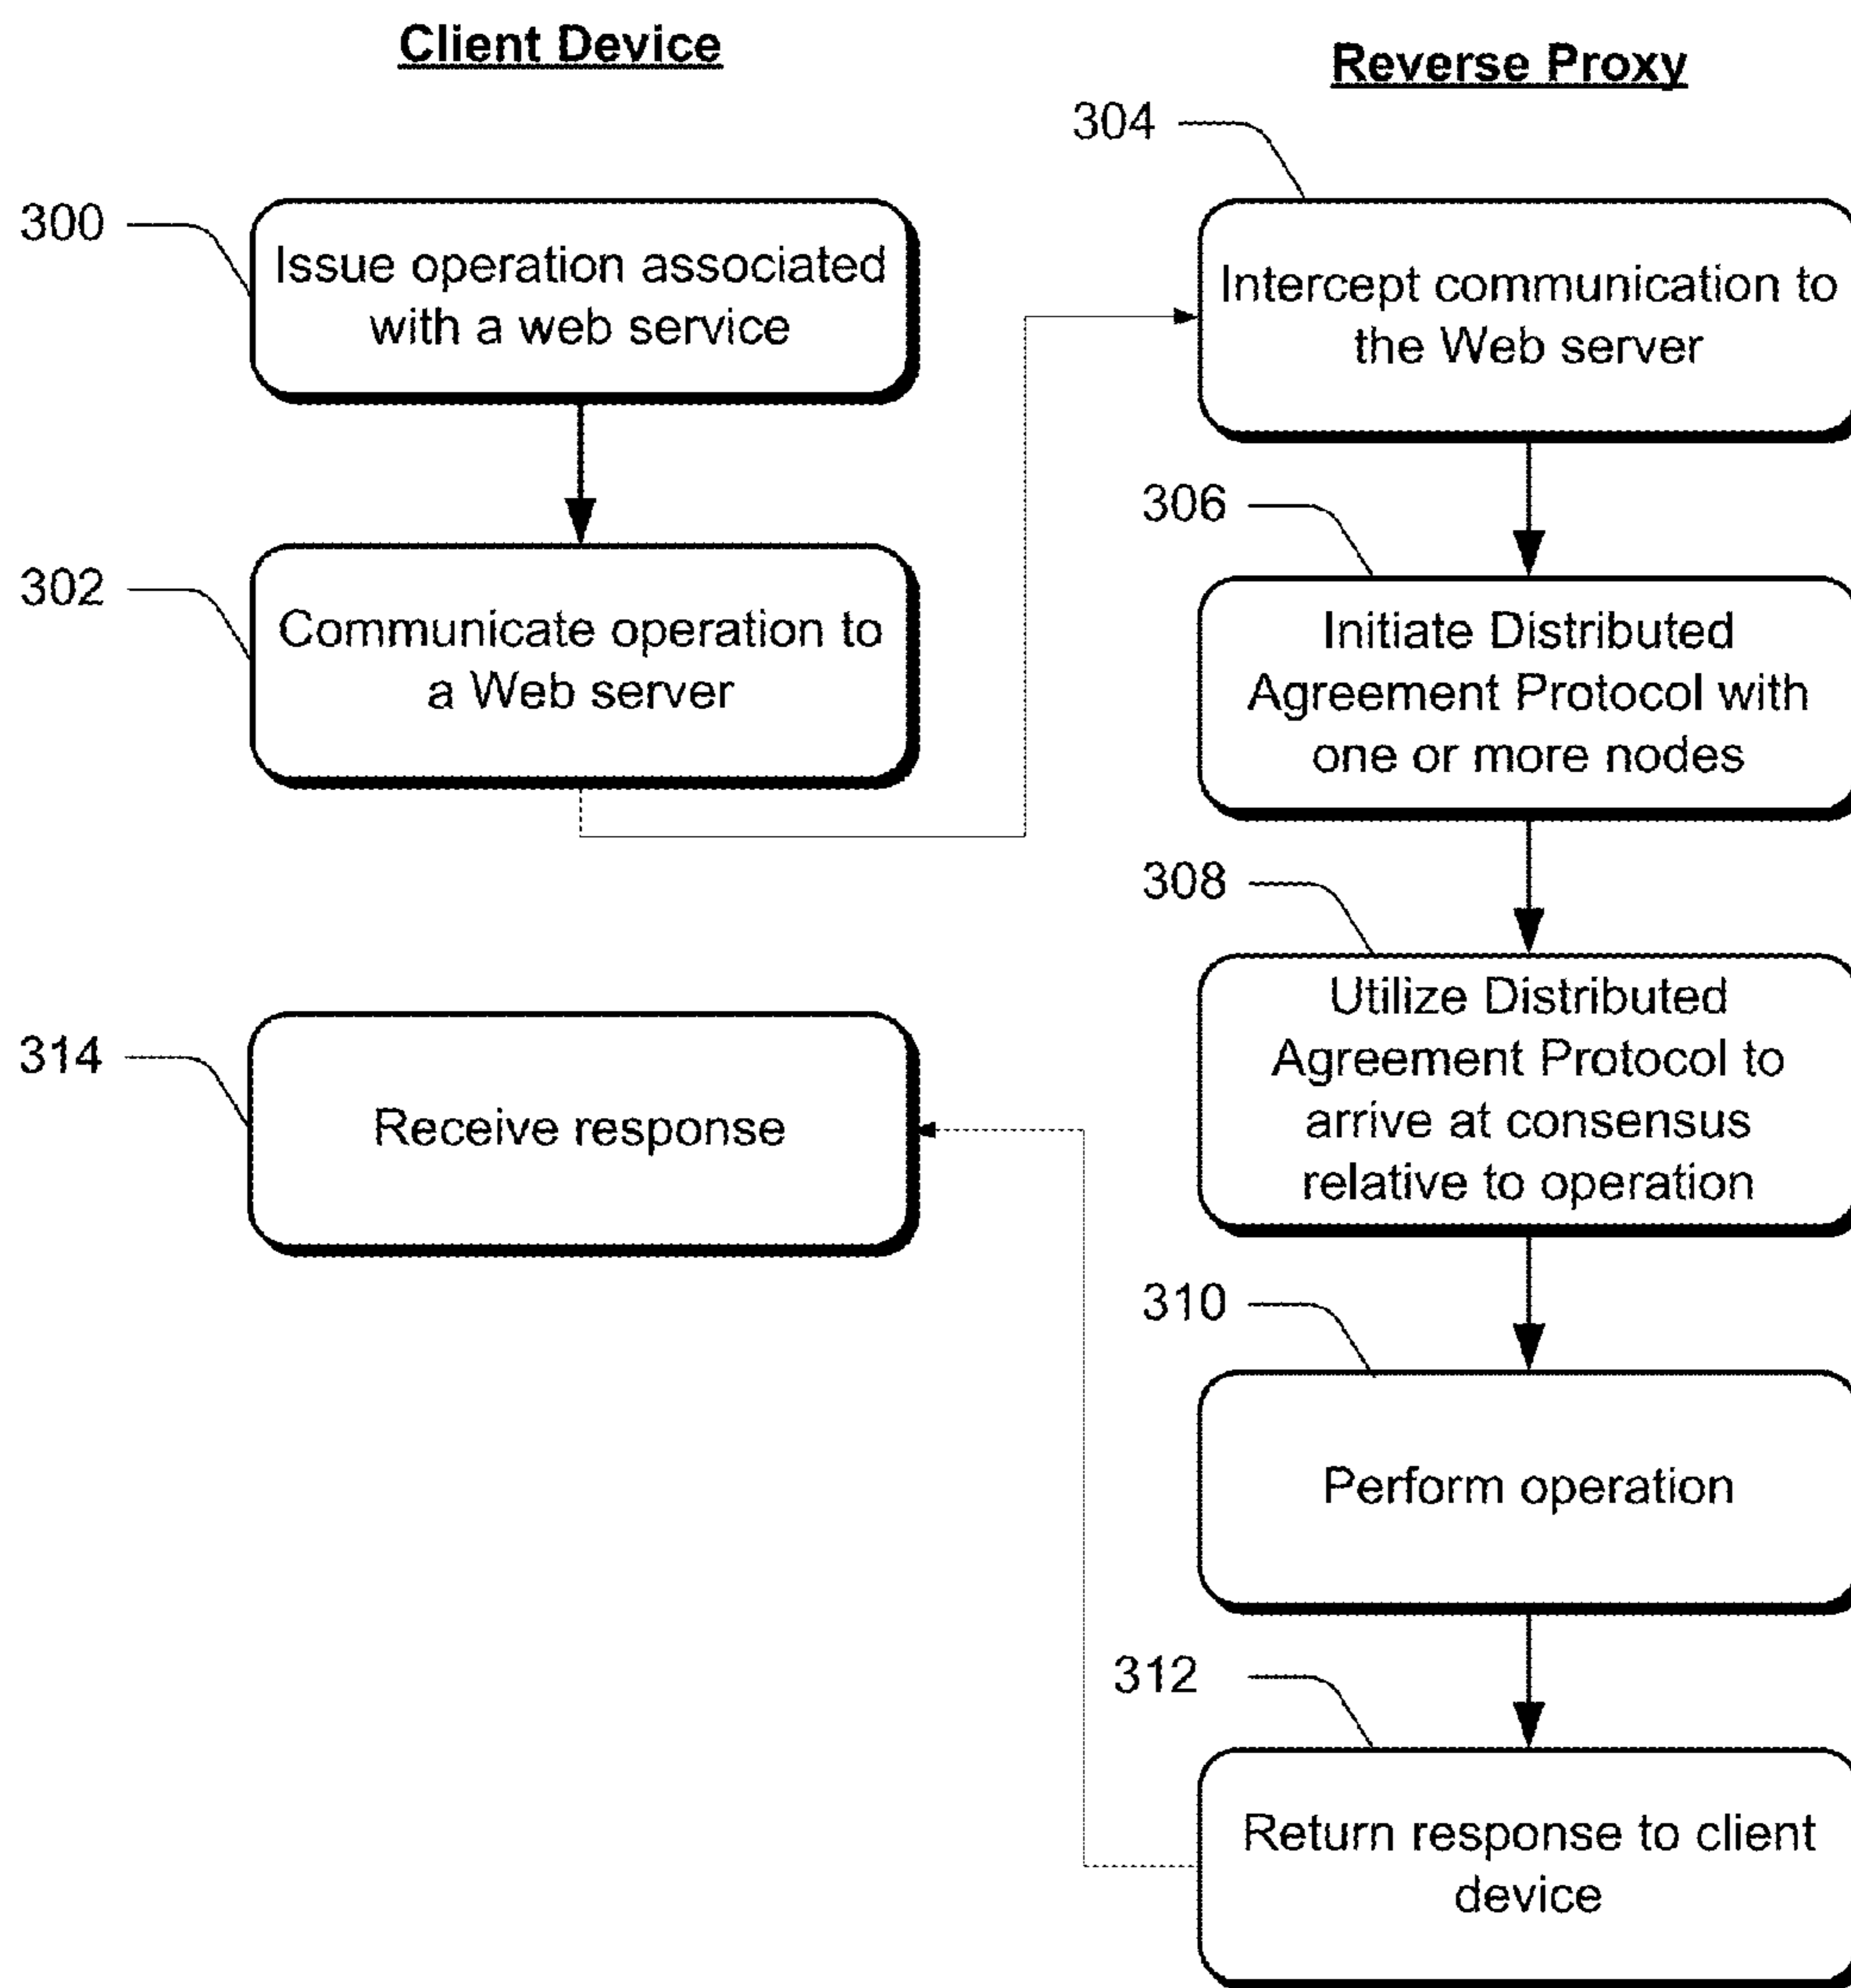 Client Device
Reverse Proxy
300
Issue operation associated
with a web service
302
Communicate operation to
a Web server
304
Intercept communication to
the Web server
306
Initiate Distributed
Agreement Protocol with
one or more nodes
308
Utilize Distributed
Agreement Protocol to
arrive at consensus
relative to operation
310
Perform operation
312
Return response to client
device
314
Receive response